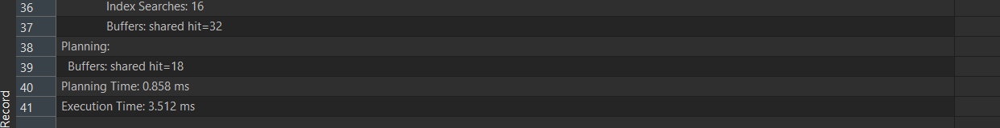 36 Index Searches: 16
37 Buffers: shared hit=32
38 Planning:
39 Buffers: shared hit=18
40 Planning Time: 0.858 ms
41 Execution Time: 3.512 ms
Record